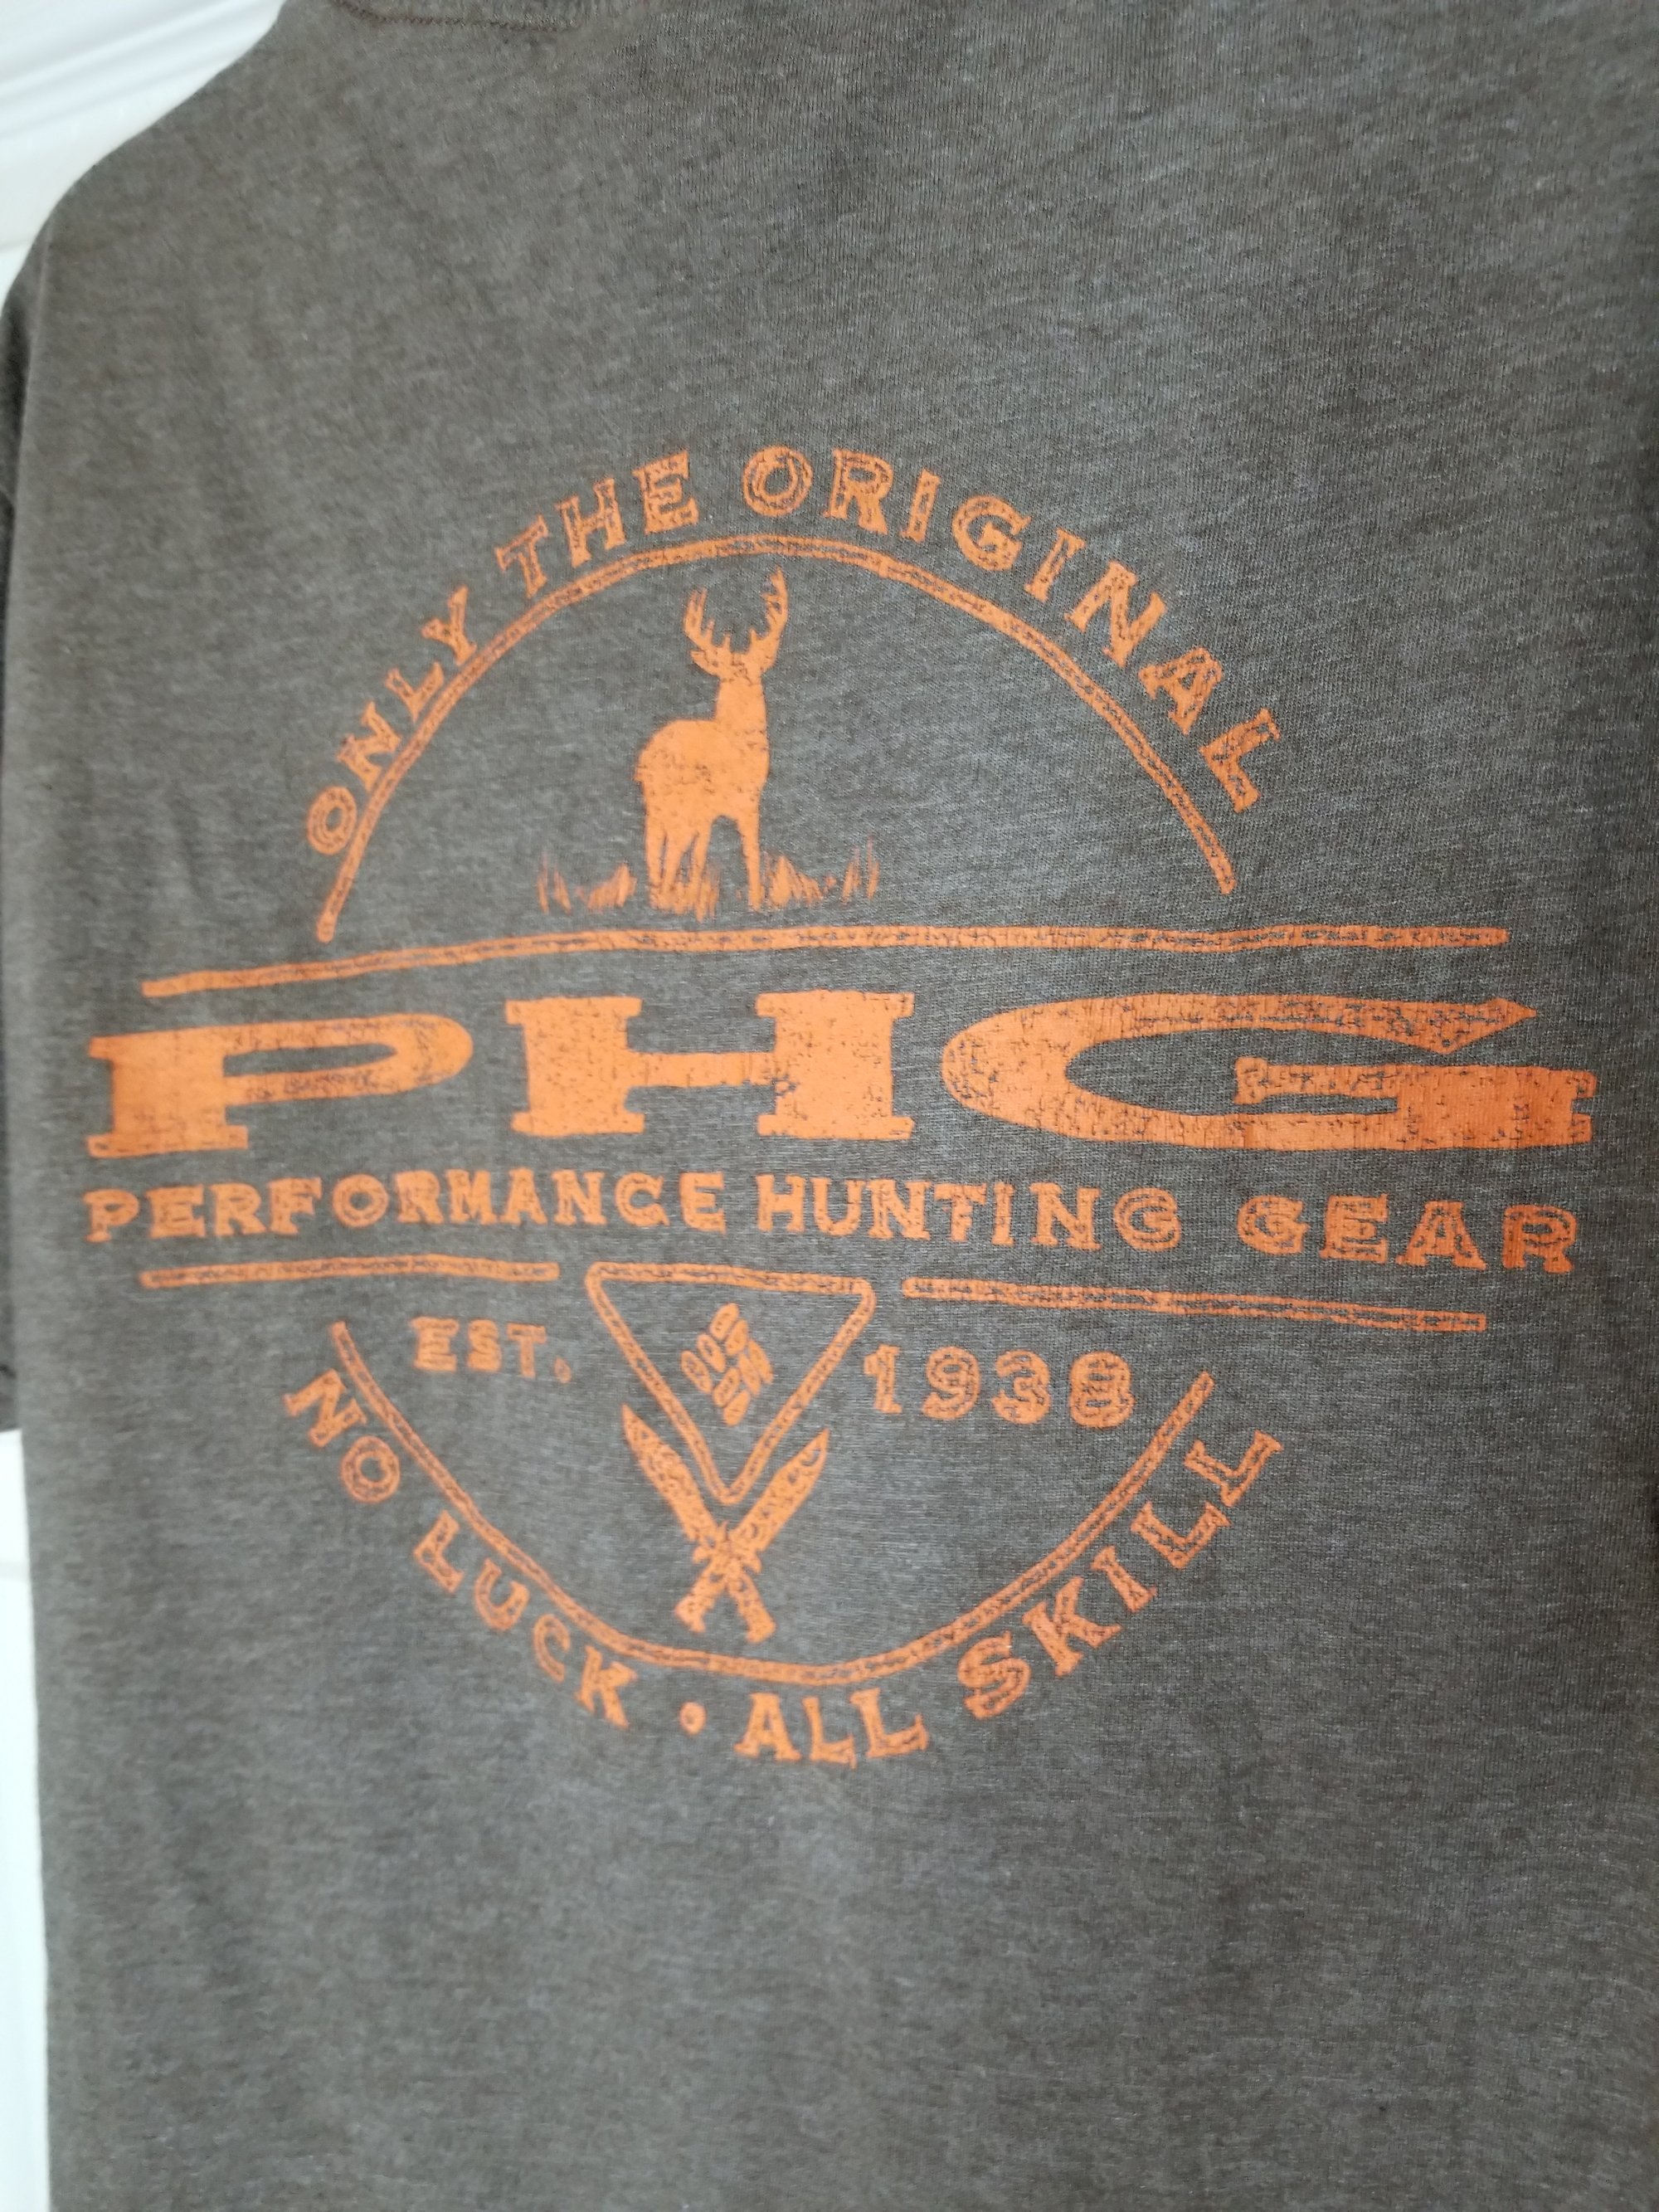 ONLY THE ORIGINAL
PHG
PERFORMANCE HUNTING GEAR
EST. 1938
NO LUCK • ALL SKILL